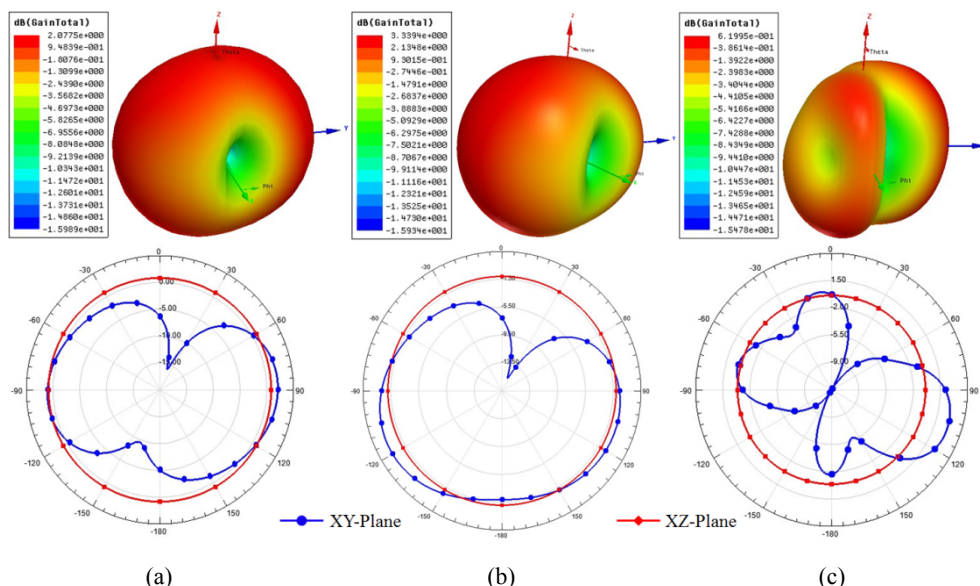 dB(GainTotal)
2.0775e+000
9.4839e-001
-1.8076e-001
-1.3099e+000
-2.4390e+000
-3.5682e+000
-4.6973e+000
-5.8265e+000
-6.9556e+000
-8.0848e+000
-9.2139e+000
-1.0343e+001
-1.1472e+001
-1.2601e+001
-1.3731e+001
-1.4860e+001
-1.5989e+001
Z
Theta
Y
Phi
dB(GainTotal)
3.3394e+000
2.1348e+000
9.3015e-001
-2.7446e-001
-1.4791e+000
-2.6837e+000
-3.8883e+000
-5.0929e+000
-6.2975e+000
-7.5021e+000
-8.7067e+000
-9.9114e+000
-1.1116e+001
-1.2321e+001
-1.3525e+001
-1.4730e+001
-1.5934e+001
Z
Theta
Y
Phi
X
dB(GainTotal)
6.1995e-001
-3.8614e-001
-1.3922e+000
-2.3983e+000
-3.4044e+000
-4.4105e+000
-5.4166e+000
-6.4227e+000
-7.4288e+000
-8.4349e+000
-9.4410e+000
-1.0447e+001
-1.1453e+001
-1.2459e+001
-1.3465e+001
-1.4471e+001
-1.5478e+001
Z
Theta
Phi
0
-30
30
-60
60
-90
90
-120
120
-150
150
-180
0.00
-5.00
-10.00
-15.00
0
-30
30
-60
60
-90
90
-120
120
-150
150
-180
-1.50
-5.50
-9.50
-13.50
0
-30
30
-60
60
-90
90
-120
120
-150
150
-180
1.50
-2.00
-5.50
-9.00
XY-Plane
XZ-Plane
(a)
(b)
(c)